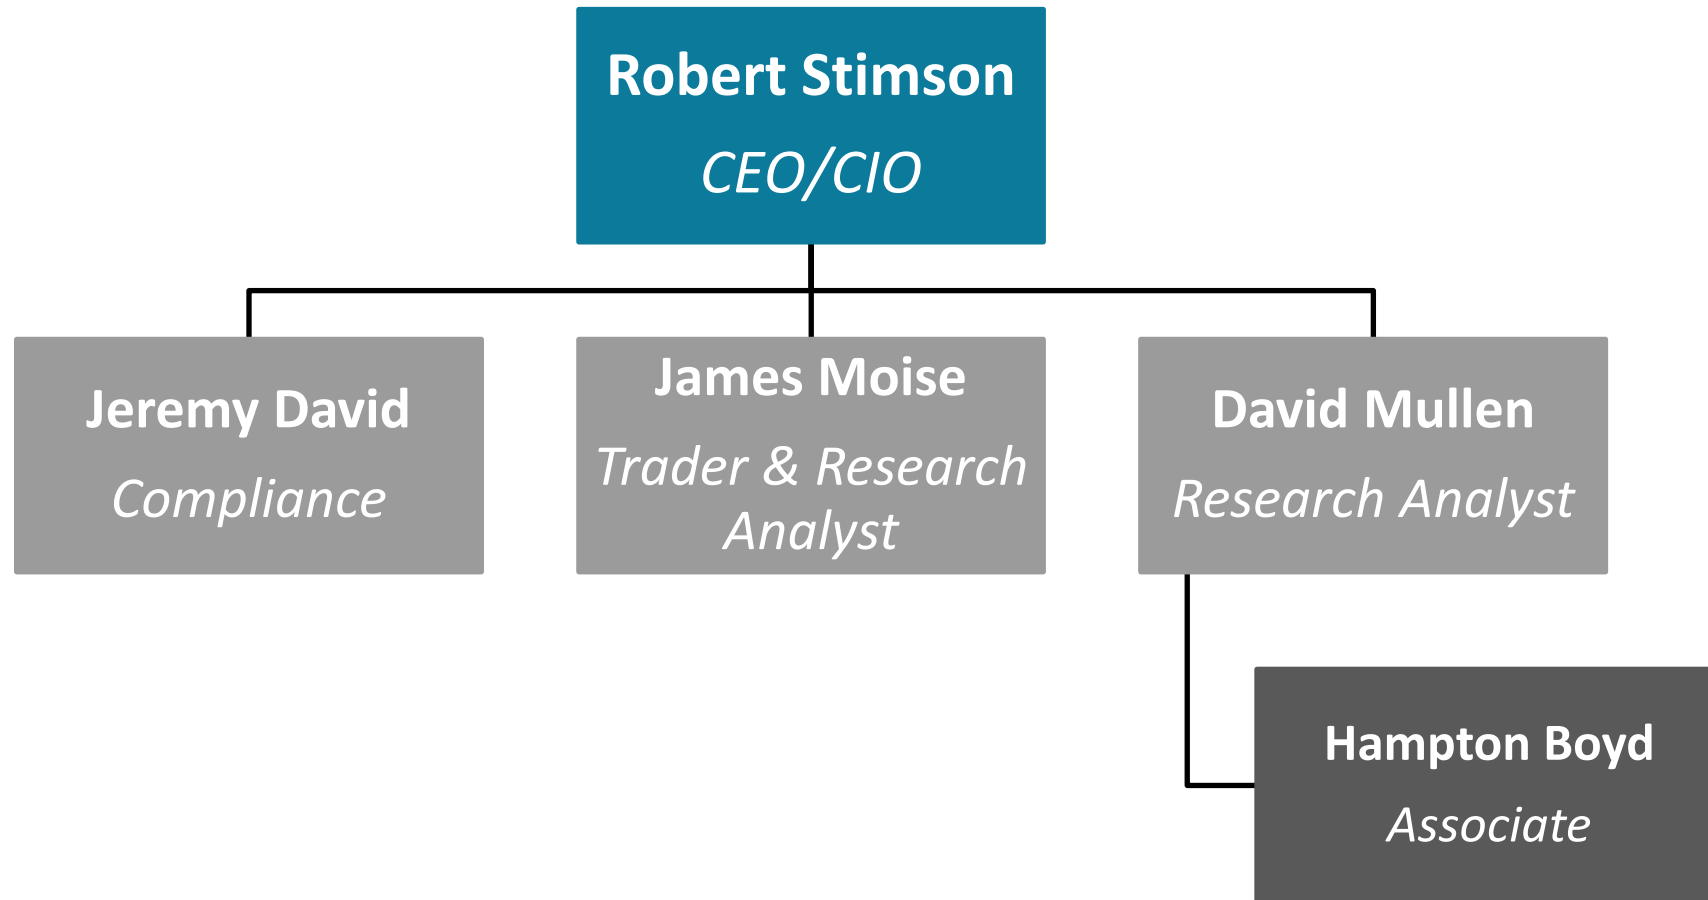 Robert Stimson
CEO/CIO
Jeremy David
Compliance
James Moise
Trader & Research
Analyst
David Mullen
Research Analyst
Hampton Boyd
Associate